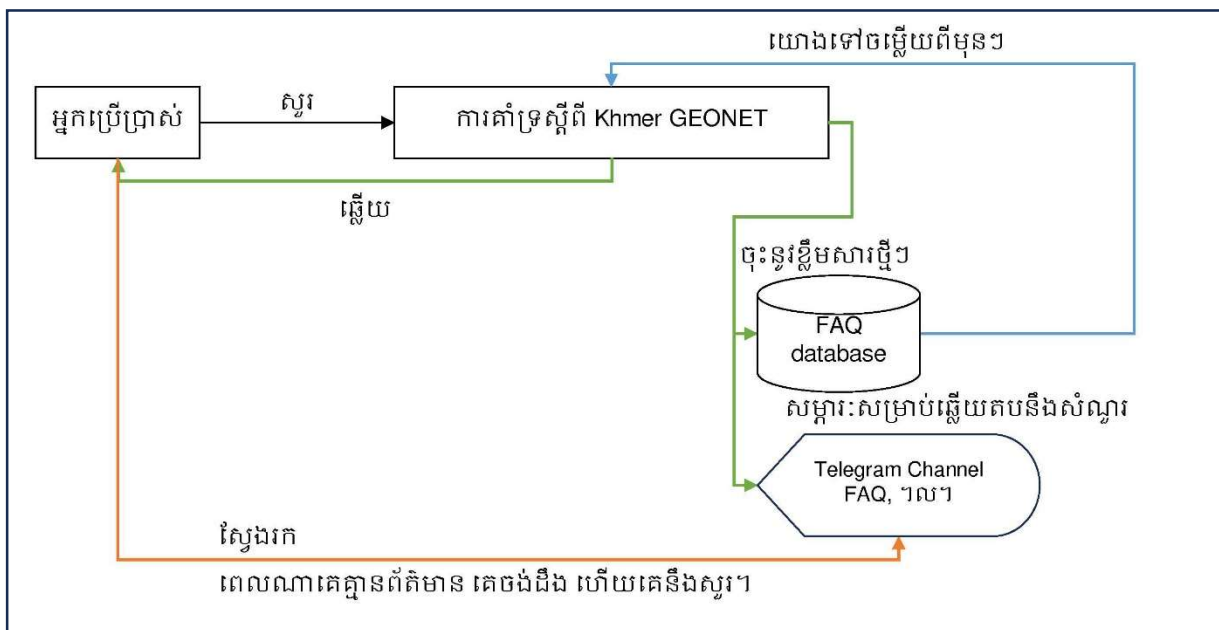 យោងទៅចម្លើយពីមុនៗ
អ្នកប្រើប្រាស់
សួរ
ការគាំទ្រស្តីពី Khmer GEONET
ឆ្លើយ
ចុះនូវខ្លឹមសារថ្មីៗ
FAQ
database
សម្ភារៈសម្រាប់ឆ្លើយតបនឹងសំណួរ
Telegram Channel
FAQ, ។ល។
ស្វែងរក
ពេលណាគេគ្មានព័ត៌មាន គេចង់ដឹង ហើយគេនឹងសួរ។